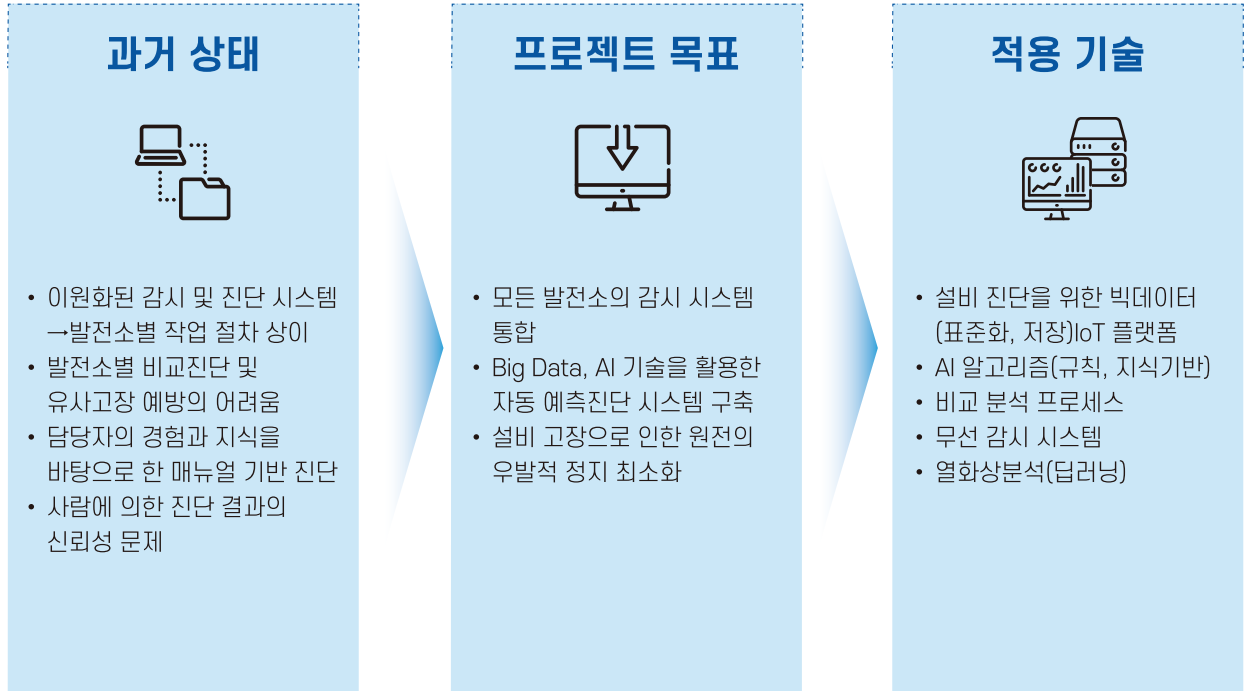 과거 상태
• 이원화된 감시 및 진단 시스템
→발전소별 작업 절차 상이
• 발전소별 비교진단 및
유사고장 예방의 어려움
• 담당자의 경험과 지식을
바탕으로 한 매뉴얼 기반 진단
• 사람에 의한 진단 결과의
신뢰성 문제
프로젝트 목표
• 모든 발전소의 감시 시스템
통합
• Big Data, AI 기술을 활용한
자동 예측진단 시스템 구축
• 설비 고장으로 인한 원전의
우발적 정지 최소화
적용 기술
• 설비 진단을 위한 빅데이터
(표준화, 저장)IoT 플랫폼
• AI 알고리즘(규칙, 지식기반)
• 비교 분석 프로세스
• 무선 감시 시스템
• 열화상분석(딥러닝)